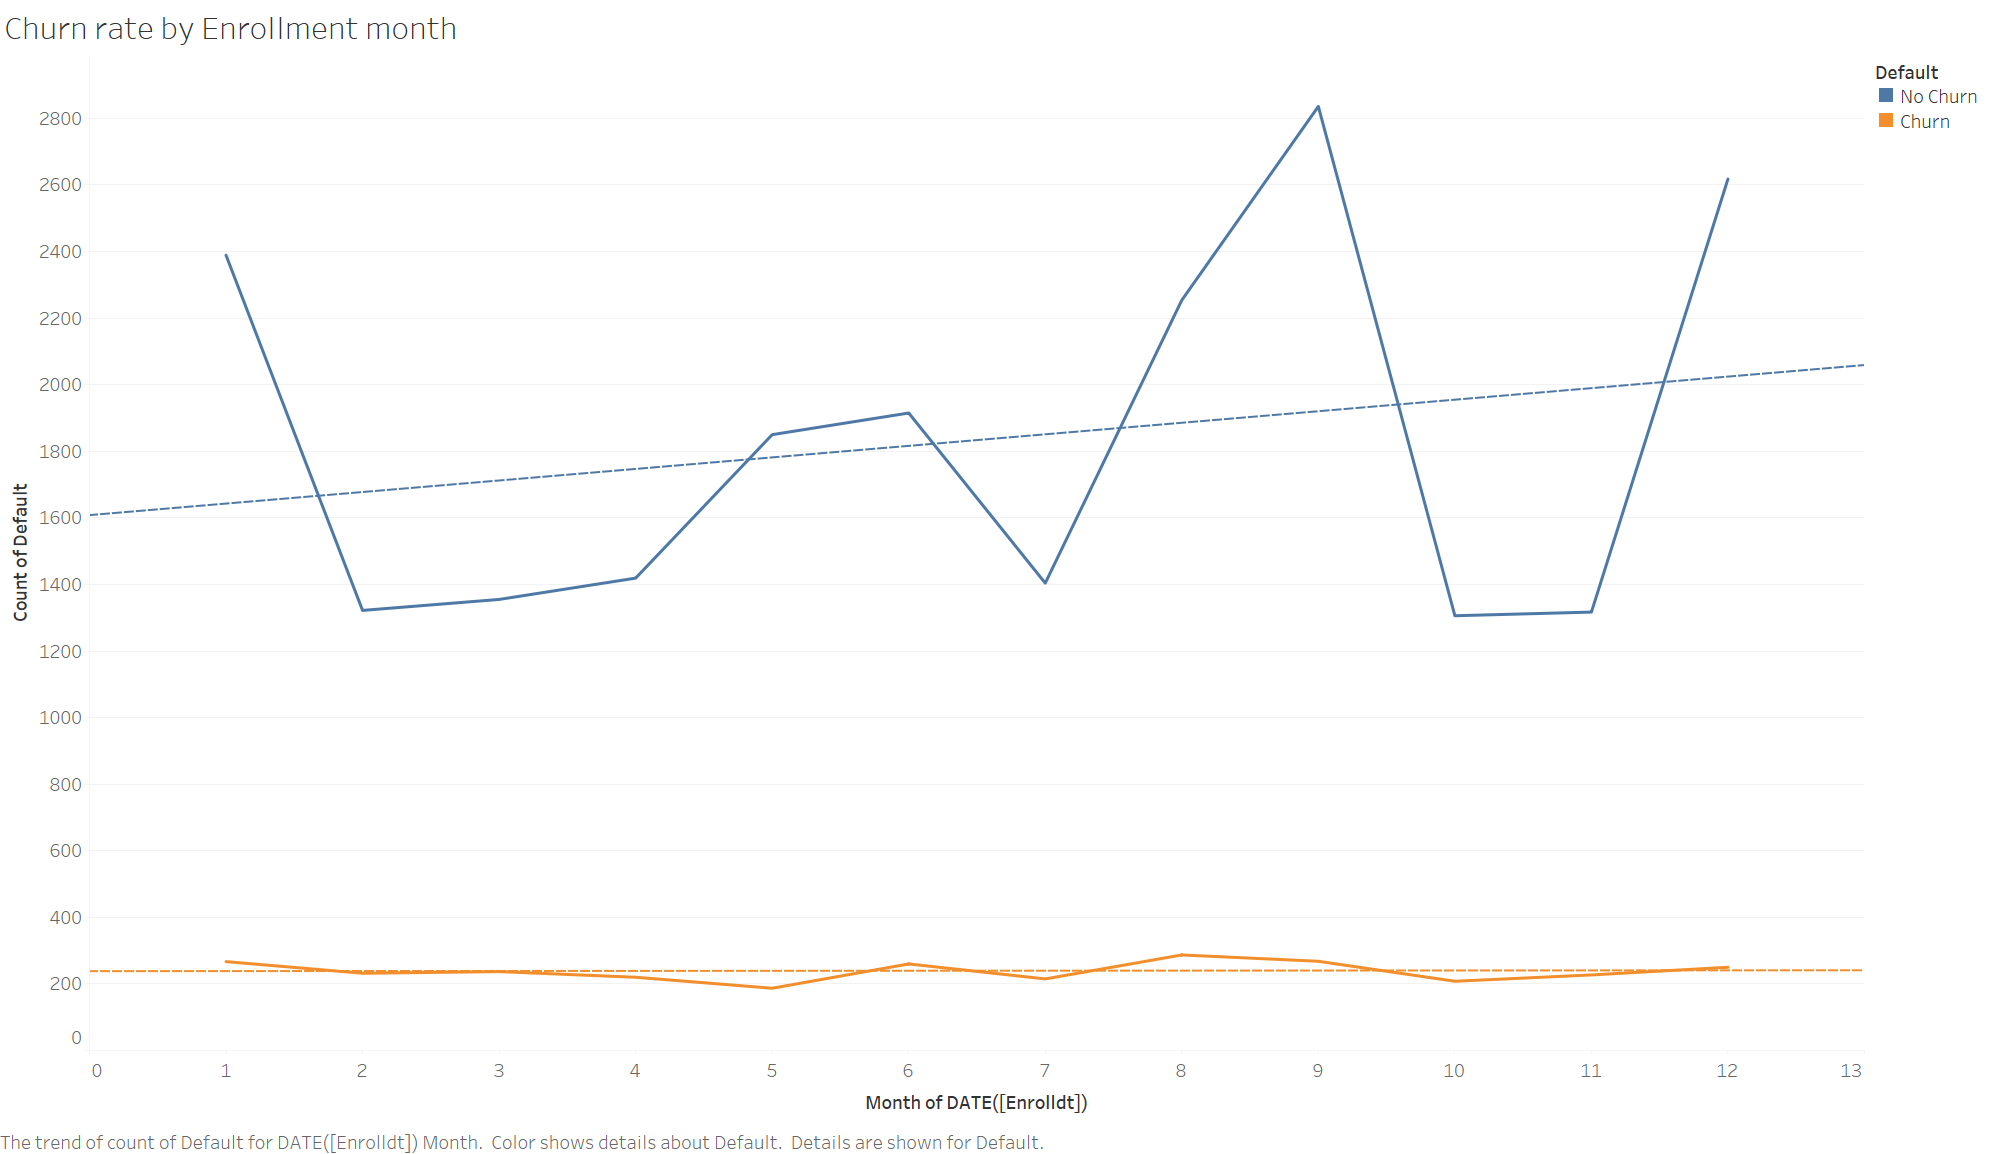 Churn rate by Enrollment month
Default
No Churn
Churn
2800
2600
2400
2200
2000
1800
1600
1400
1200
1000
800
600
400
200
0
Count of Default
0 1 2 3 4 5 6 7 8 9 10 11 12 13
Month of DATE([Enrolldt])
The trend of count of Default for DATE([Enrolldt]) Month.  Color shows details about Default.  Details are shown for Default.